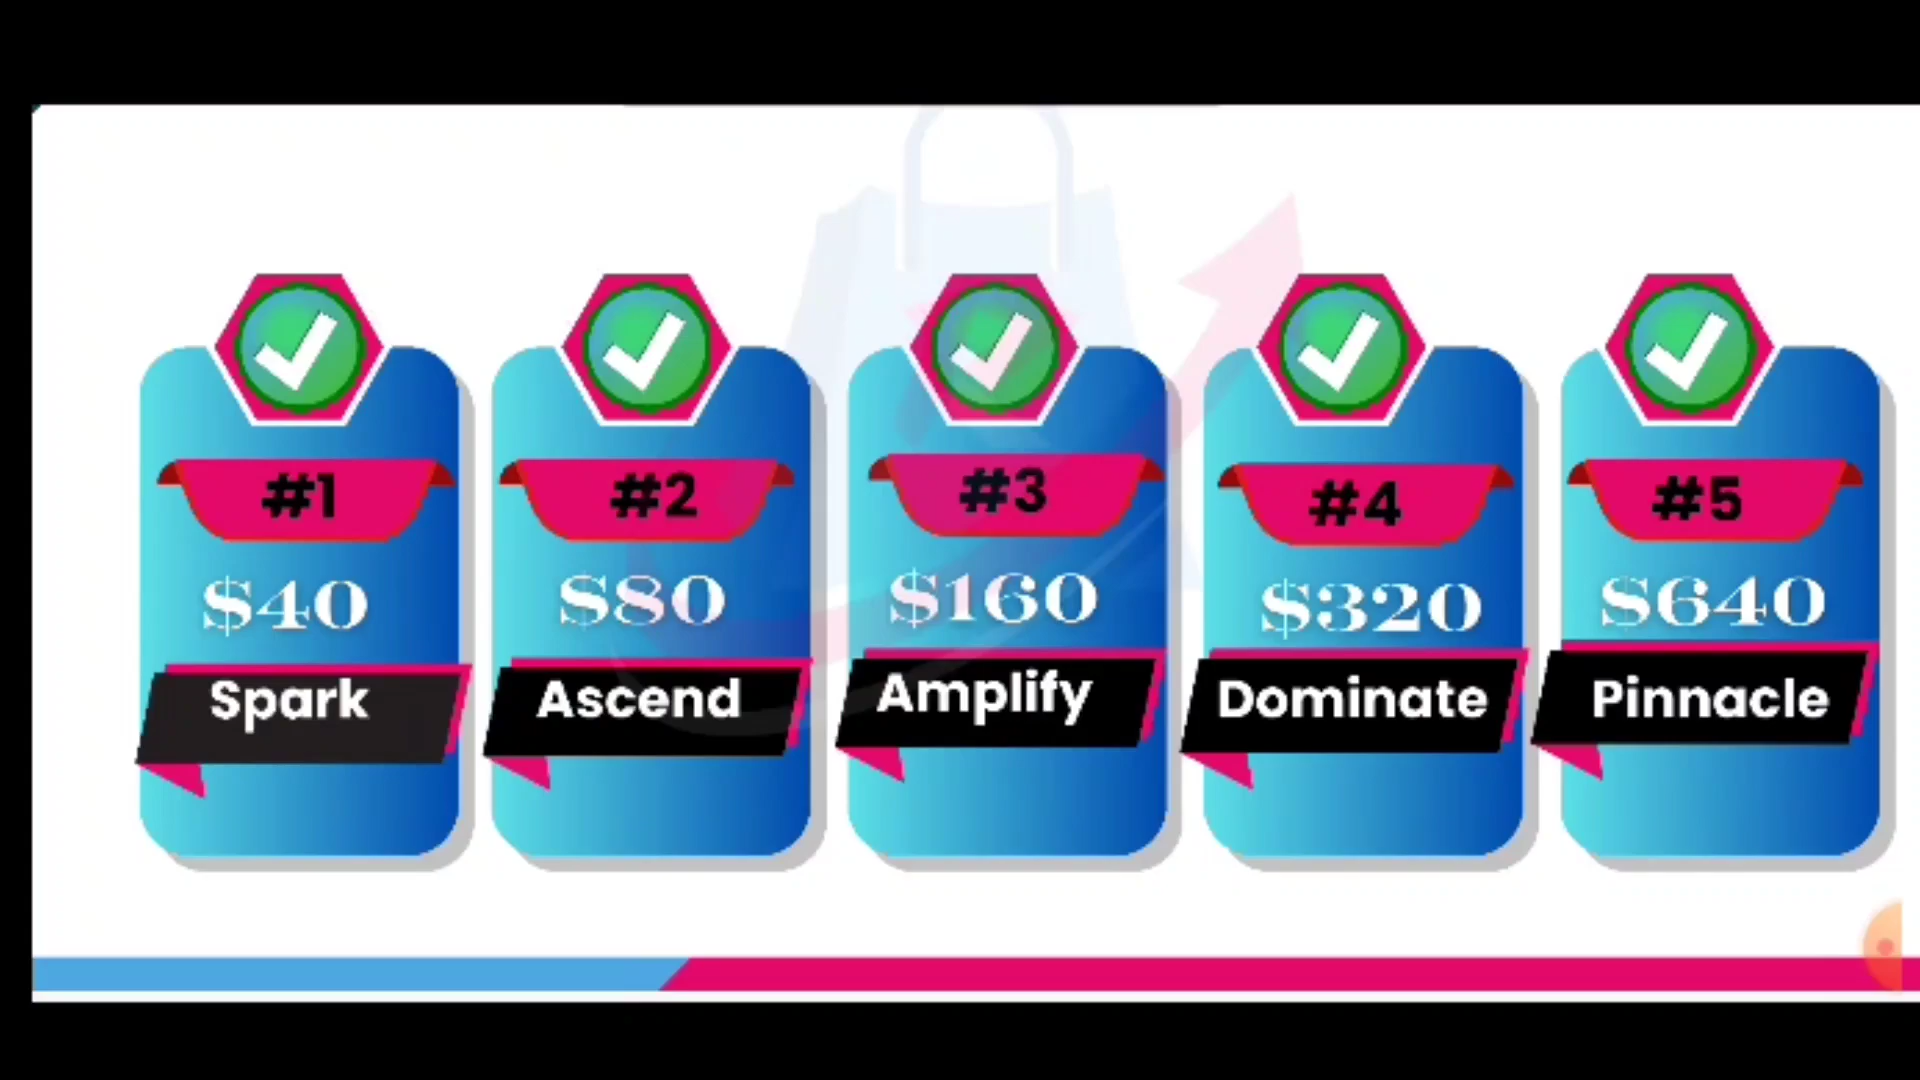 #1
$40
Spark
#2
$80
Ascend
#3
$160
Amplify
#4
$320
Dominate
#5
$640
Pinnacle